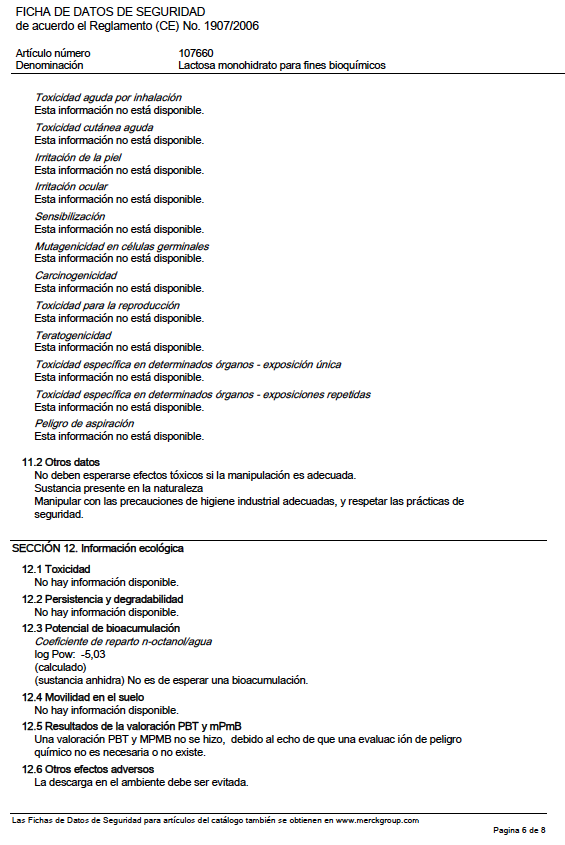 FICHA DE DATOS DE SEGURIDAD
de acuerdo el Reglamento (CE) No. 1907/2006
Artículo número 107660
Denominación Lactosa monohidrato para fines bioquímicos
Toxicidad aguda por inhalación
Esta información no está disponible.
Toxicidad cutánea aguda
Esta información no está disponible.
Irritación de la piel
Esta información no está disponible.
Irritación ocular
Esta información no está disponible.
Sensibilización
Esta información no está disponible.
Mutagenicidad en células germinales
Esta información no está disponible.
Carcinogenicidad
Esta información no está disponible.
Toxicidad para la reproducción
Esta información no está disponible.
Teratogenicidad
Esta información no está disponible.
Toxicidad específica en determinados órganos - exposición única
Esta información no está disponible.
Toxicidad específica en determinados órganos - exposiciones repetidas
Esta información no está disponible.
Peligro de aspiración
Esta información no está disponible.
11.2 Otros datos
No deben esperarse efectos tóxicos si la manipulación es adecuada.
Sustancia presente en la naturaleza
Manipular con las precauciones de higiene industrial adecuadas, y respetar las prácticas de
seguridad.
SECCIÓN 12. Información ecológica
12.1 Toxicidad
No hay información disponible.
12.2 Persistencia y degradabilidad
No hay información disponible.
12.3 Potencial de bioacumulación
Coeficiente de reparto n-octanol/agua
log Pow: -5,03
(calculado)
(sustancia anhidra) No es de esperar una bioacumulación.
12.4 Movilidad en el suelo
No hay información disponible.
12.5 Resultados de la valoración PBT y mPmB
Una valoración PBT y MPMB no se hizo, debido al echo de que una evaluac ión de peligro
químico no es necesaria o no existe.
12.6 Otros efectos adversos
La descarga en el ambiente debe ser evitada.
Las Fichas de Datos de Seguridad para artículos del catálogo también se obtienen en www.merckgroup.com
Pagina 6 de 8